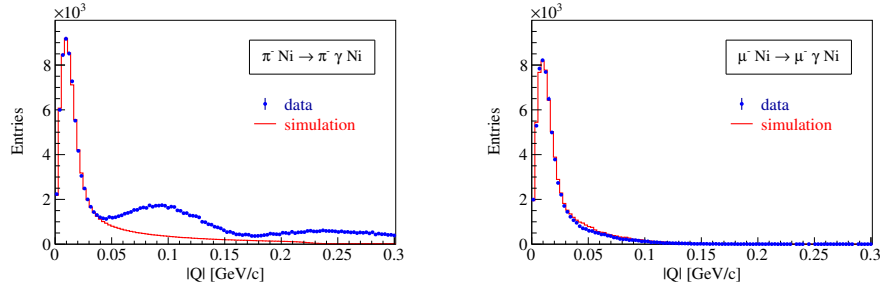 ×10³
π⁻ Ni → π⁻ γ Ni
data
simulation
Entries
8
6
4
2
0
0 0.05 0.1 0.15 0.2 0.25 0.3
|Q| [GeV/c]
×10³
μ⁻ Ni → μ⁻ γ Ni
data
simulation
Entries
8
6
4
2
0
0 0.05 0.1 0.15 0.2 0.25 0.3
|Q| [GeV/c]